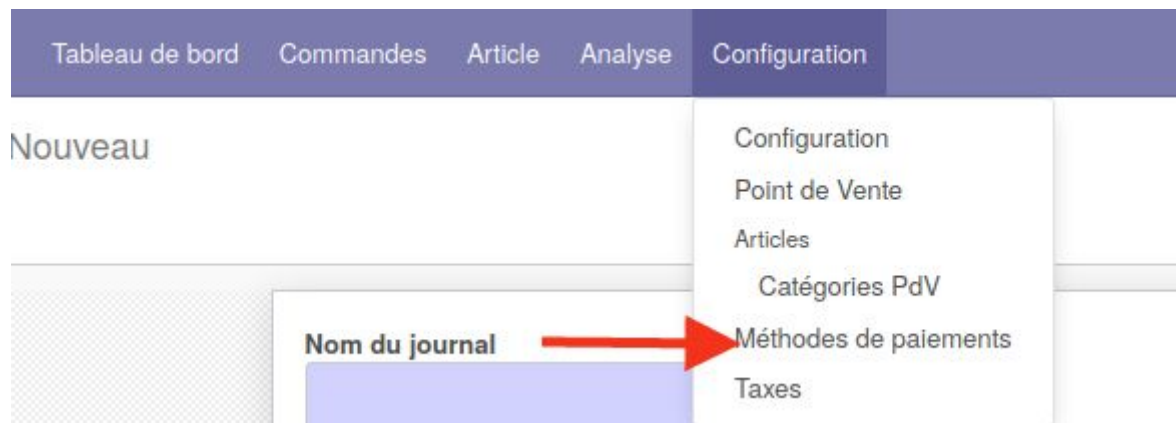 Tableau de bord Commandes Article Analyse Configuration
Nouveau
Configuration
Point de Vente
Articles
Catégories PdV
Nom du journal
Méthodes de paiements
Taxes